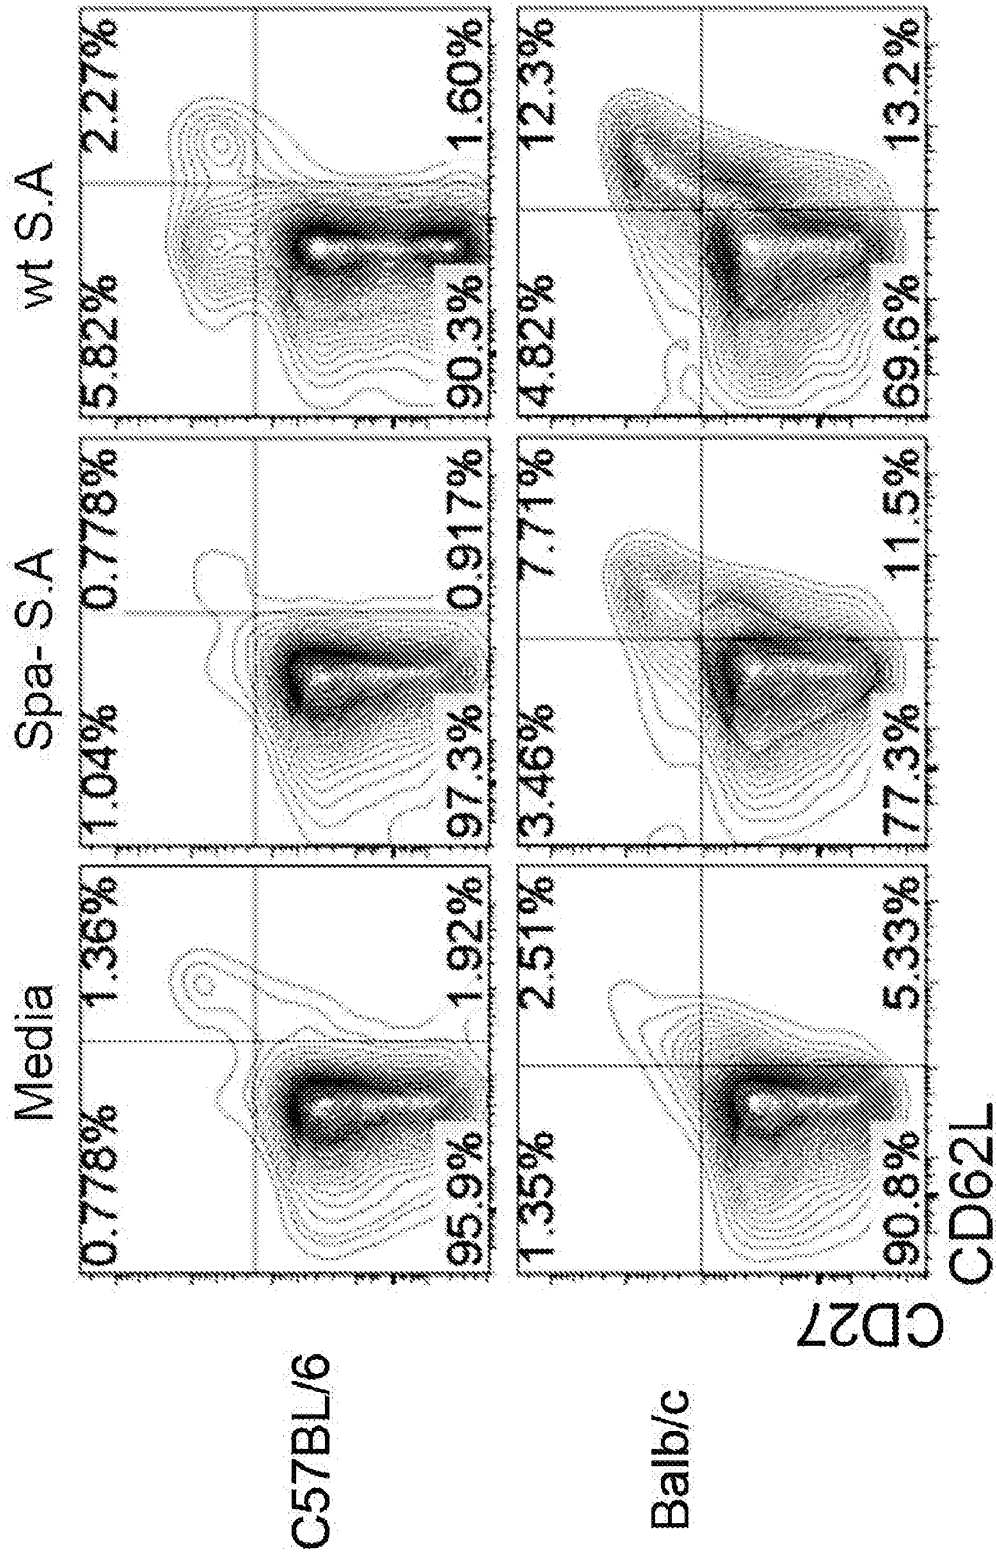 Media Spa- S.A wt S.A
C57BL/6
0.778% 1.36% 1.04% 0.778% 5.82% 2.27%
95.9% 1.92% 97.3% 0.917% 90.3% 1.60%
Balb/c
1.35% 2.51% 3.46% 7.71% 4.82% 12.3%
90.8% 5.33% 77.3% 11.5% 69.6% 13.2%
CD27
CD62L